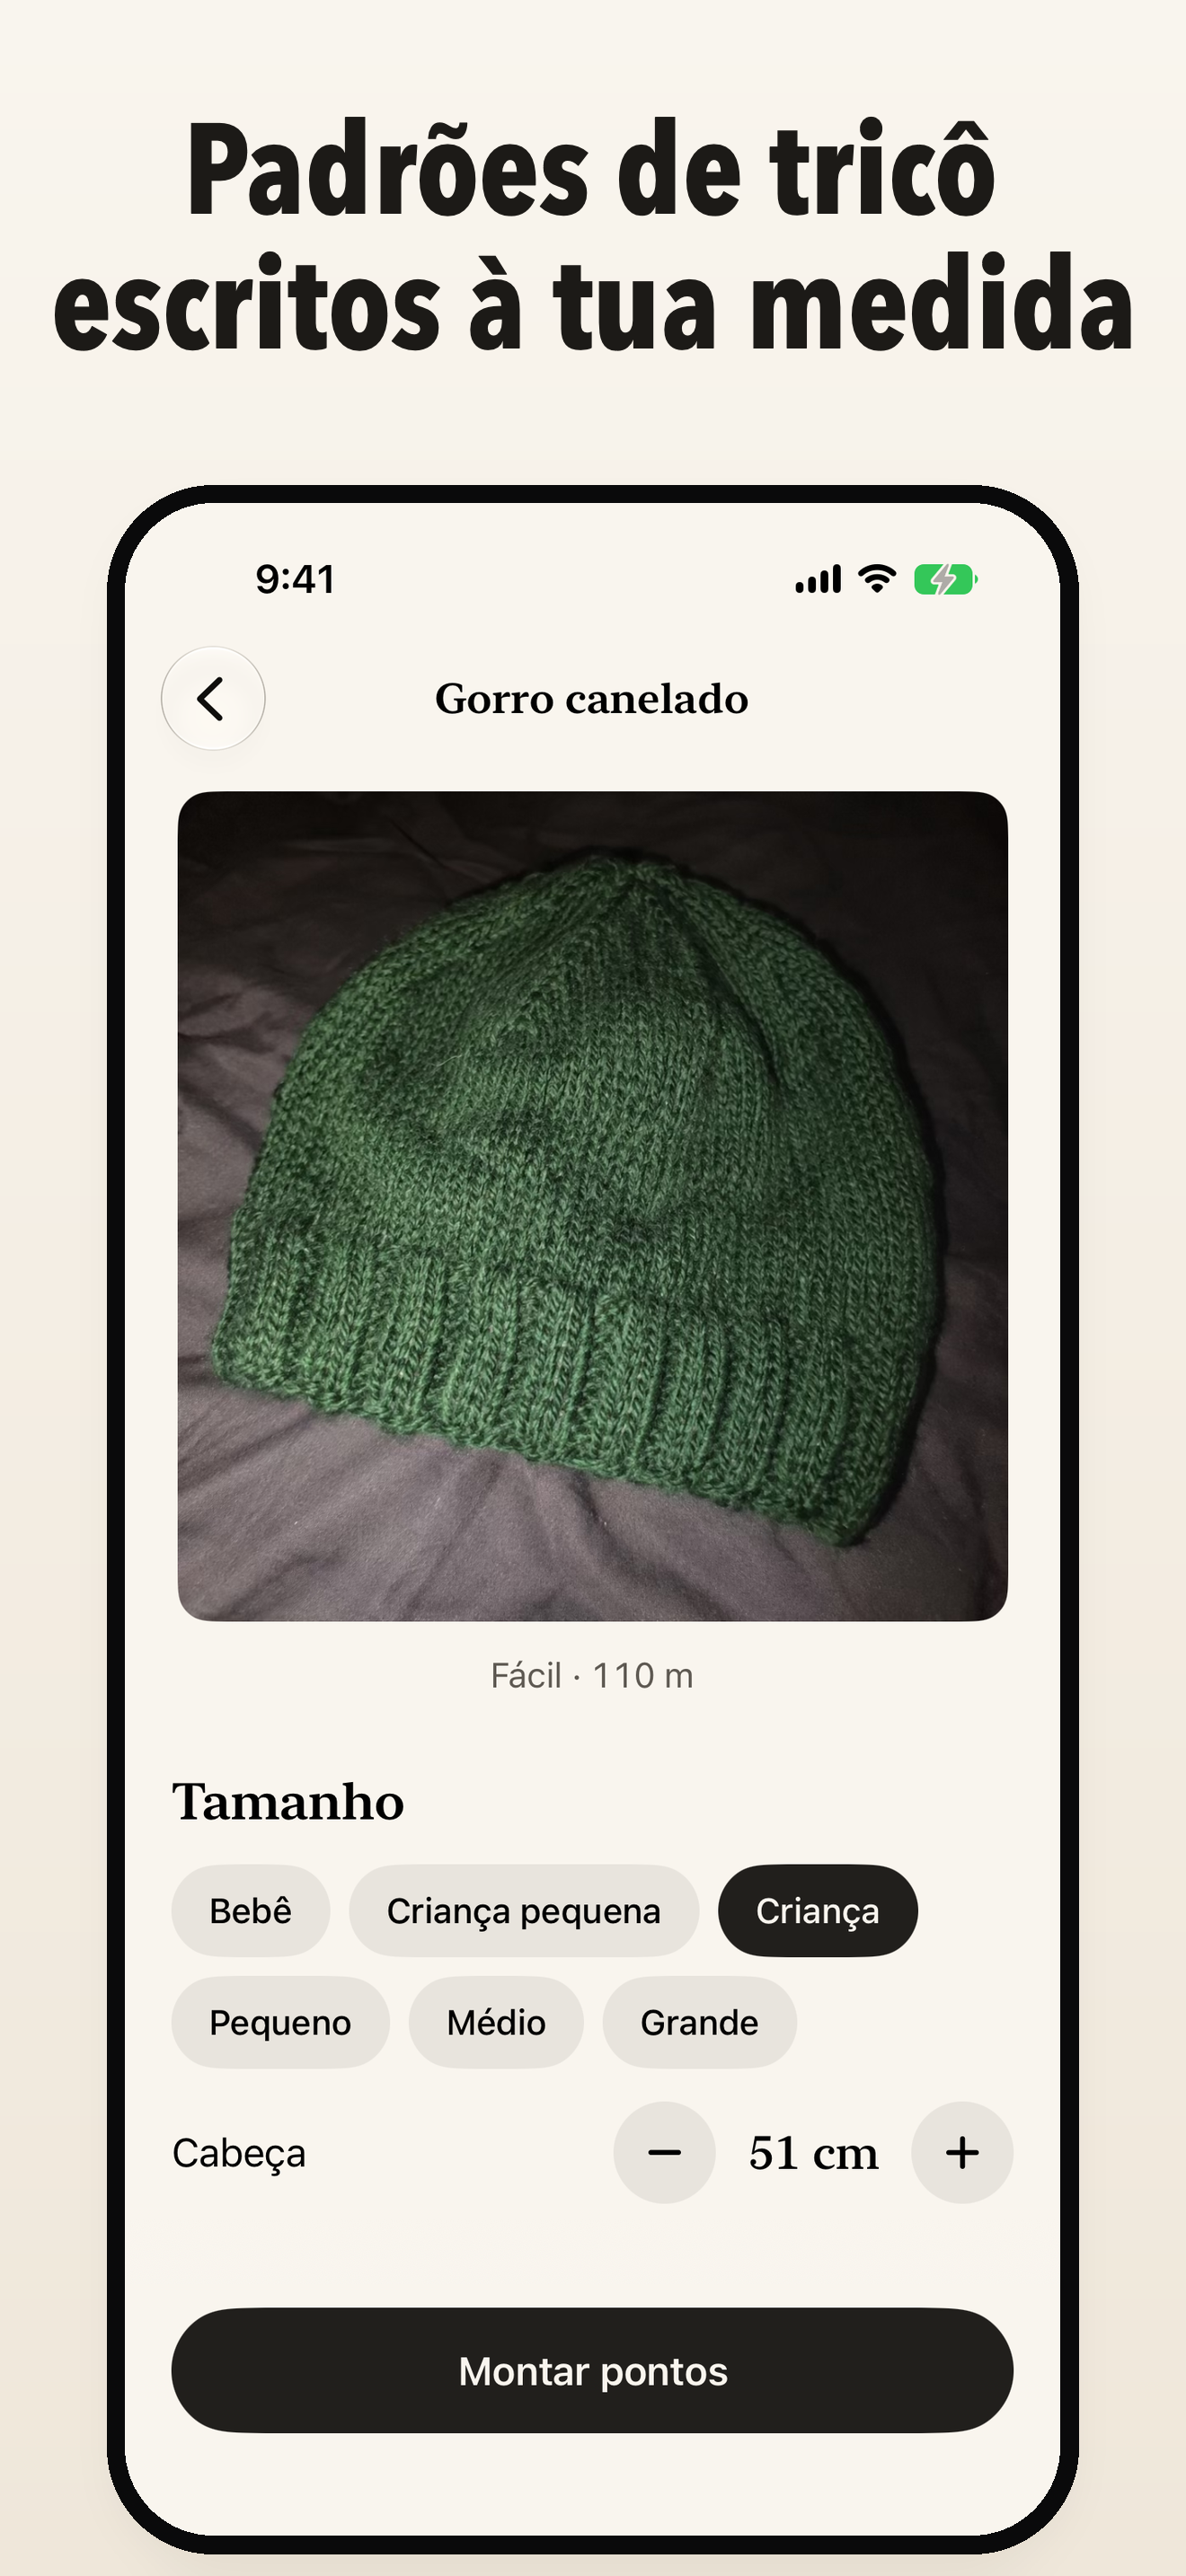 Padrões de tricô
escritos à tua medida
9:41
Gorro canelado
Fácil · 110 m
Tamanho
Bebê Criança pequena Criança
Pequeno Médio Grande
Cabeça − 51 cm +
Montar pontos